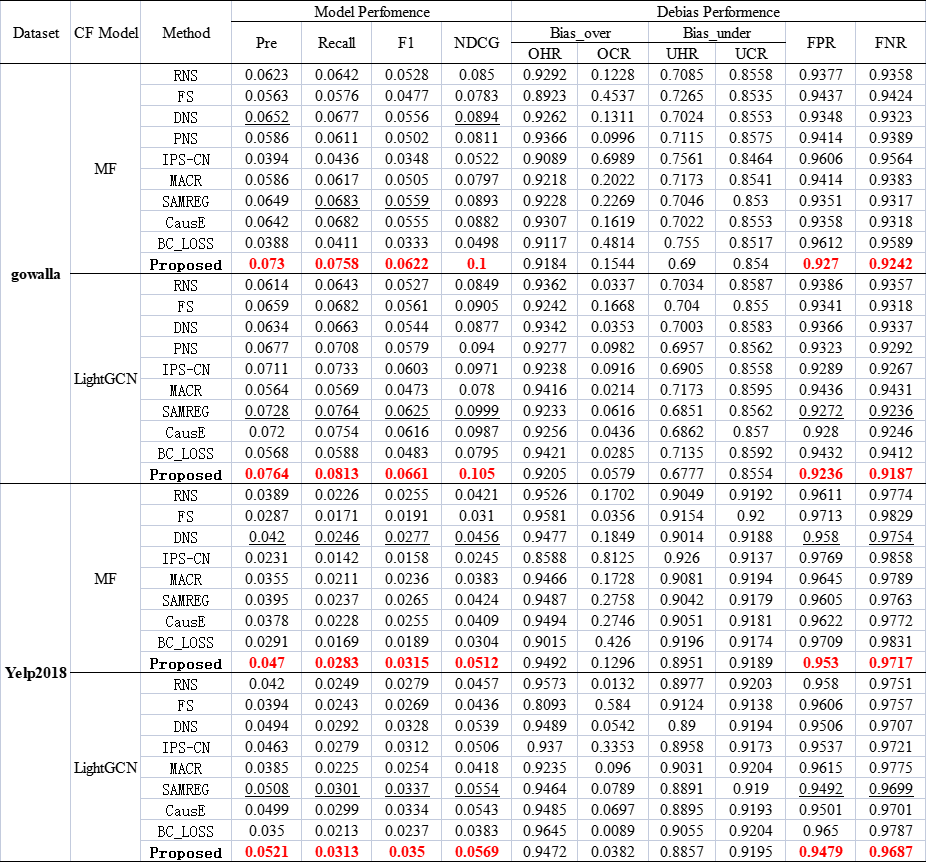 Model Perfomence Debias Performence
Dataset CF Model Method Pre Recall F1 NDCG Bias_over Bias_under FPR FNR
OHR OCR UHR UCR
RNS 0.0623 0.0642 0.0528 0.085 0.9292 0.1228 0.7085 0.8558 0.9377 0.9358
FS 0.0563 0.0576 0.0477 0.0783 0.8923 0.4537 0.7265 0.8535 0.9437 0.9424
DNS 0.0652 0.0677 0.0556 0.0894 0.9262 0.1311 0.7024 0.8553 0.9348 0.9323
PNS 0.0586 0.0611 0.0502 0.0811 0.9366 0.0996 0.7115 0.8575 0.9414 0.9389
MF IPS-CN 0.0394 0.0436 0.0348 0.0522 0.9089 0.6989 0.7561 0.8464 0.9606 0.9564
MACR 0.0586 0.0617 0.0505 0.0797 0.9218 0.2022 0.7173 0.8541 0.9414 0.9383
SAMREG 0.0649 0.0683 0.0559 0.0893 0.9228 0.2269 0.7046 0.853 0.9351 0.9317
CausE 0.0642 0.0682 0.0555 0.0882 0.9307 0.1619 0.7022 0.8553 0.9358 0.9318
BC_LOSS 0.0388 0.0411 0.0333 0.0498 0.9117 0.4814 0.755 0.8517 0.9612 0.9589
gowalla Proposed 0.073 0.0758 0.0622 0.1 0.9184 0.1544 0.69 0.854 0.927 0.9242
RNS 0.0614 0.0643 0.0527 0.0849 0.9362 0.0337 0.7034 0.8587 0.9386 0.9357
FS 0.0659 0.0682 0.0561 0.0905 0.9242 0.1668 0.704 0.855 0.9341 0.9318
DNS 0.0634 0.0663 0.0544 0.0877 0.9342 0.0353 0.7003 0.8583 0.9366 0.9337
PNS 0.0677 0.0708 0.0579 0.094 0.9277 0.0982 0.6957 0.8562 0.9323 0.9292
LightGCN IPS-CN 0.0711 0.0733 0.0603 0.0971 0.9238 0.0916 0.6905 0.8558 0.9289 0.9267
MACR 0.0564 0.0569 0.0473 0.078 0.9416 0.0214 0.7173 0.8595 0.9436 0.9431
SAMREG 0.0728 0.0764 0.0625 0.0999 0.9233 0.0616 0.6851 0.8562 0.9272 0.9236
CausE 0.072 0.0754 0.0616 0.0987 0.9256 0.0436 0.6862 0.857 0.928 0.9246
BC_LOSS 0.0568 0.0588 0.0483 0.0795 0.9421 0.0285 0.7135 0.8592 0.9432 0.9412
Proposed 0.0764 0.0813 0.0661 0.105 0.9205 0.0579 0.6777 0.8554 0.9236 0.9187
RNS 0.0389 0.0226 0.0255 0.0421 0.9526 0.1702 0.9049 0.9192 0.9611 0.9774
FS 0.0287 0.0171 0.0191 0.031 0.9581 0.0356 0.9154 0.92 0.9713 0.9829
DNS 0.042 0.0246 0.0277 0.0456 0.9477 0.1849 0.9014 0.9188 0.958 0.9754
IPS-CN 0.0231 0.0142 0.0158 0.0245 0.8588 0.8125 0.926 0.9137 0.9769 0.9858
MF MACR 0.0355 0.0211 0.0236 0.0383 0.9466 0.1728 0.9081 0.9194 0.9645 0.9789
SAMREG 0.0395 0.0237 0.0265 0.0424 0.9487 0.2758 0.9042 0.9179 0.9605 0.9763
CausE 0.0378 0.0228 0.0255 0.0409 0.9494 0.2746 0.9051 0.9181 0.9622 0.9772
BC_LOSS 0.0291 0.0169 0.0189 0.0304 0.9015 0.426 0.9196 0.9174 0.9709 0.9831
Yelp2018 Proposed 0.047 0.0283 0.0315 0.0512 0.9492 0.1296 0.8951 0.9189 0.953 0.9717
RNS 0.042 0.0249 0.0279 0.0457 0.9573 0.0132 0.8977 0.9203 0.958 0.9751
FS 0.0394 0.0243 0.0269 0.0436 0.8093 0.584 0.9124 0.9138 0.9606 0.9757
DNS 0.0494 0.0292 0.0328 0.0539 0.9489 0.0542 0.89 0.9194 0.9506 0.9707
IPS-CN 0.0463 0.0279 0.0312 0.0506 0.937 0.3353 0.8958 0.9173 0.9537 0.9721
LightGCN MACR 0.0385 0.0225 0.0254 0.0418 0.9235 0.096 0.9031 0.9204 0.9615 0.9775
SAMREG 0.0508 0.0301 0.0337 0.0554 0.9464 0.0789 0.8891 0.919 0.9492 0.9699
CausE 0.0499 0.0299 0.0334 0.0543 0.9485 0.0697 0.8895 0.9193 0.9501 0.9701
BC_LOSS 0.035 0.0213 0.0237 0.0383 0.9645 0.0089 0.9055 0.9204 0.965 0.9787
Proposed 0.0521 0.0313 0.035 0.0569 0.9472 0.0382 0.8857 0.9195 0.9479 0.9687